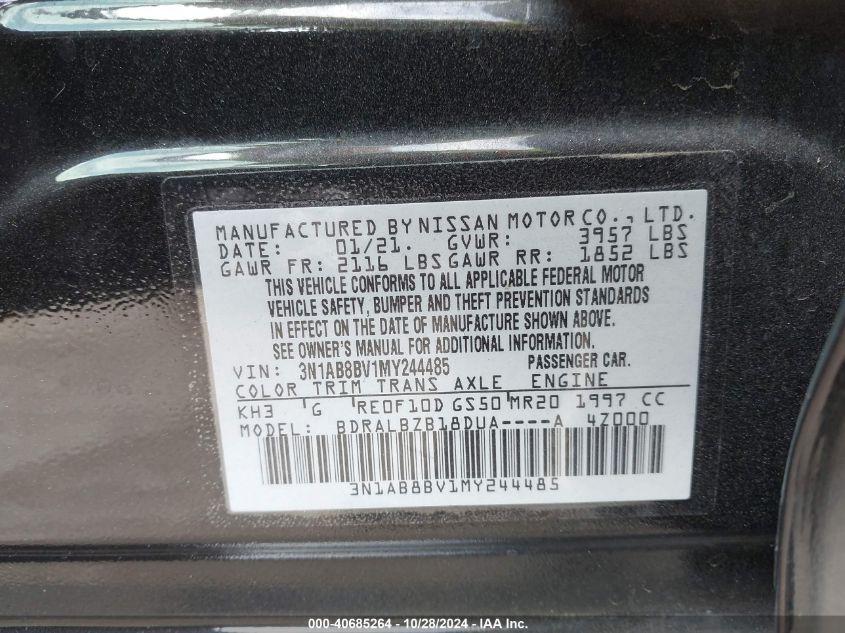 MANUFACTURED BY NISSAN MOTOR CO., LTD.
DATE: 01/21. GVWR: 3957 LBS
GAWR FR: 2116 LBS GAWR RR: 1852 LBS
THIS VEHICLE CONFORMS TO ALL APPLICABLE FEDERAL MOTOR
VEHICLE SAFETY, BUMPER AND THEFT PREVENTION STANDARDS
IN EFFECT ON THE DATE OF MANUFACTURE SHOWN ABOVE.
SEE OWNER'S MANUAL FOR ADDITIONAL INFORMATION.
VIN: 3N1AB8BV1MY244485 PASSENGER CAR.
COLOR TRIM TRANS AXLE ENGINE
KH3 G RE0F10D GS50 MR20 1997 CC
MODEL: BDRALBZB18DUA----A 4Z000
3N1AB8BV1MY244485
000-40685264 - 10/28/2024 - IAA Inc.